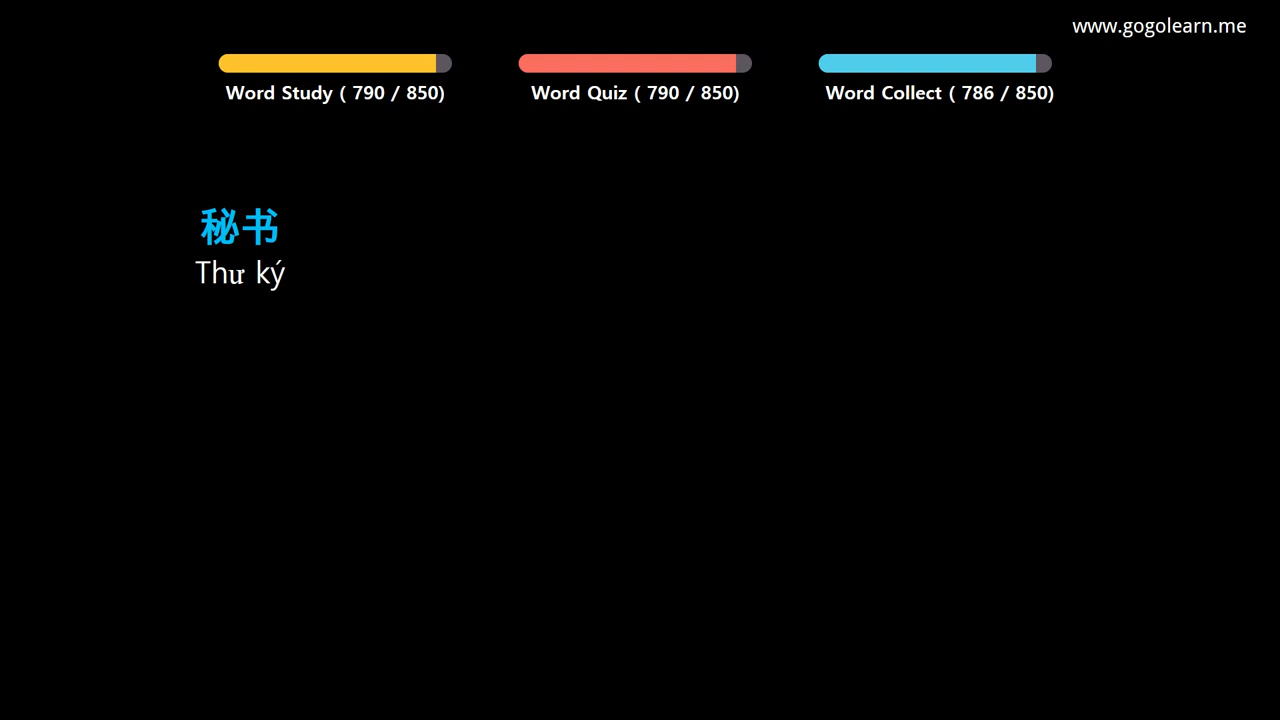 www.gogolearn.me
Word Study ( 790 / 850)
Word Quiz ( 790 / 850)
Word Collect ( 786 / 850)
秘书
Thư ký